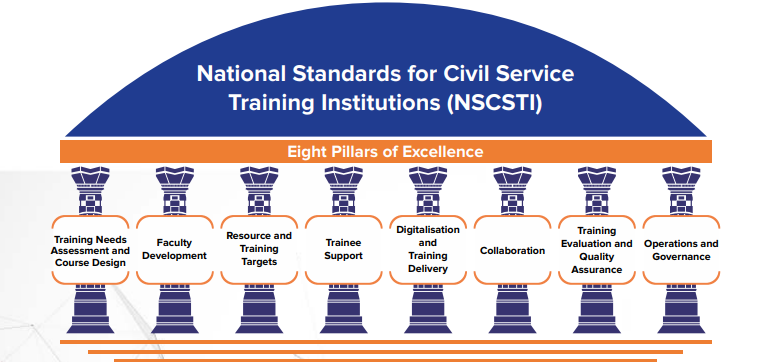 National Standards for Civil Service
Training Institutions (NSCSTI)
Eight Pillars of Excellence
Training Needs
Assessment and
Course Design
Faculty
Development
Resource and
Training
Targets
Trainee
Support
Digitalisation
and
Training
Delivery
Collaboration
Training
Evaluation and
Quality
Assurance
Operations and
Governance